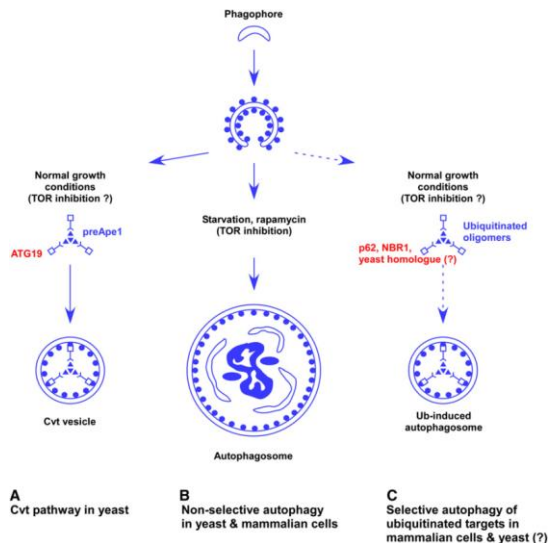 Phagophore
Normal growth
conditions
(TOR inhibition ?)
preApe1
ATG19
Cvt vesicle
Starvation, rapamycin
(TOR inhibition)
Autophagosome
Normal growth
conditions
(TOR inhibition ?)
Ubiquitinated
oligomers
p62, NBR1,
yeast homologue (?)
Ub-induced
autophagosome
A
Cvt pathway in yeast
B
Non-selective autophagy
in yeast & mammalian cells
C
Selective autophagy of
ubiquitinated targets in
mammalian cells & yeast (?)